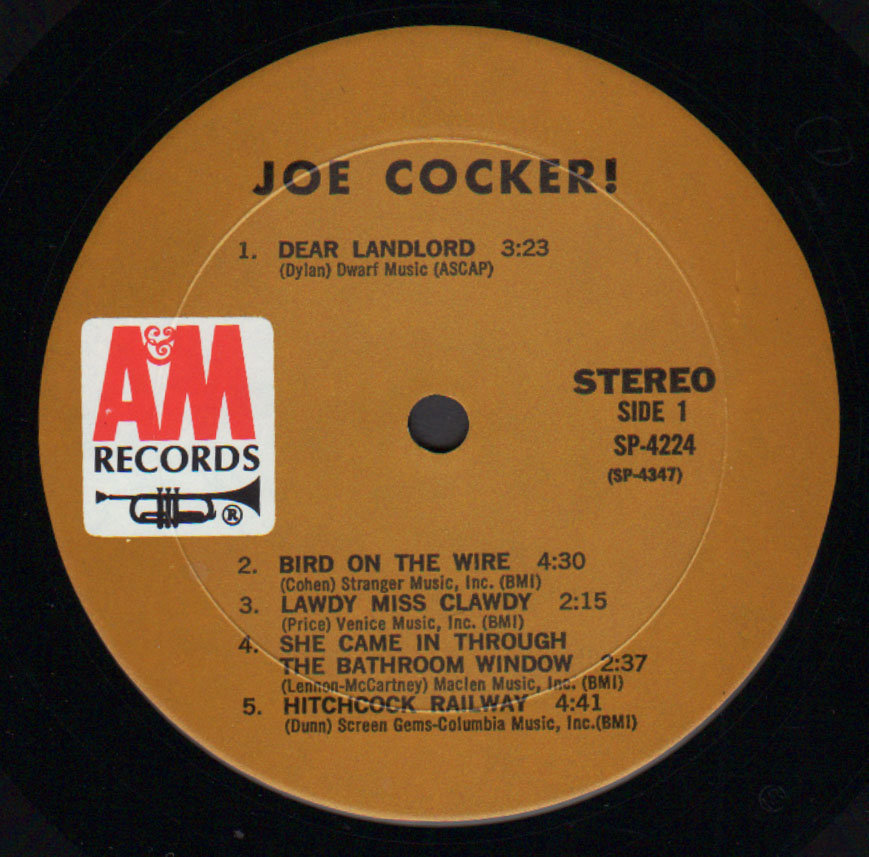 JOE COCKER!
1. DEAR LANDLORD 3:23
(Dylan) Dwarf Music (ASCAP)
A&M
RECORDS
®
STEREO
SIDE 1
SP-4224
(SP-4347)
2. BIRD ON THE WIRE 4:30
(Cohen) Stranger Music, Inc. (BMI)
3. LAWDY MISS CLAWDY 2:15
(Price) Venice Music, Inc. (BMI)
4. SHE CAME IN THROUGH
THE BATHROOM WINDOW 2:37
(Lennon-McCartney) Maclen Music, Inc. (BMI)
5. HITCHCOCK RAILWAY 4:41
(Dunn) Screen Gems-Columbia Music, Inc.(BMI)